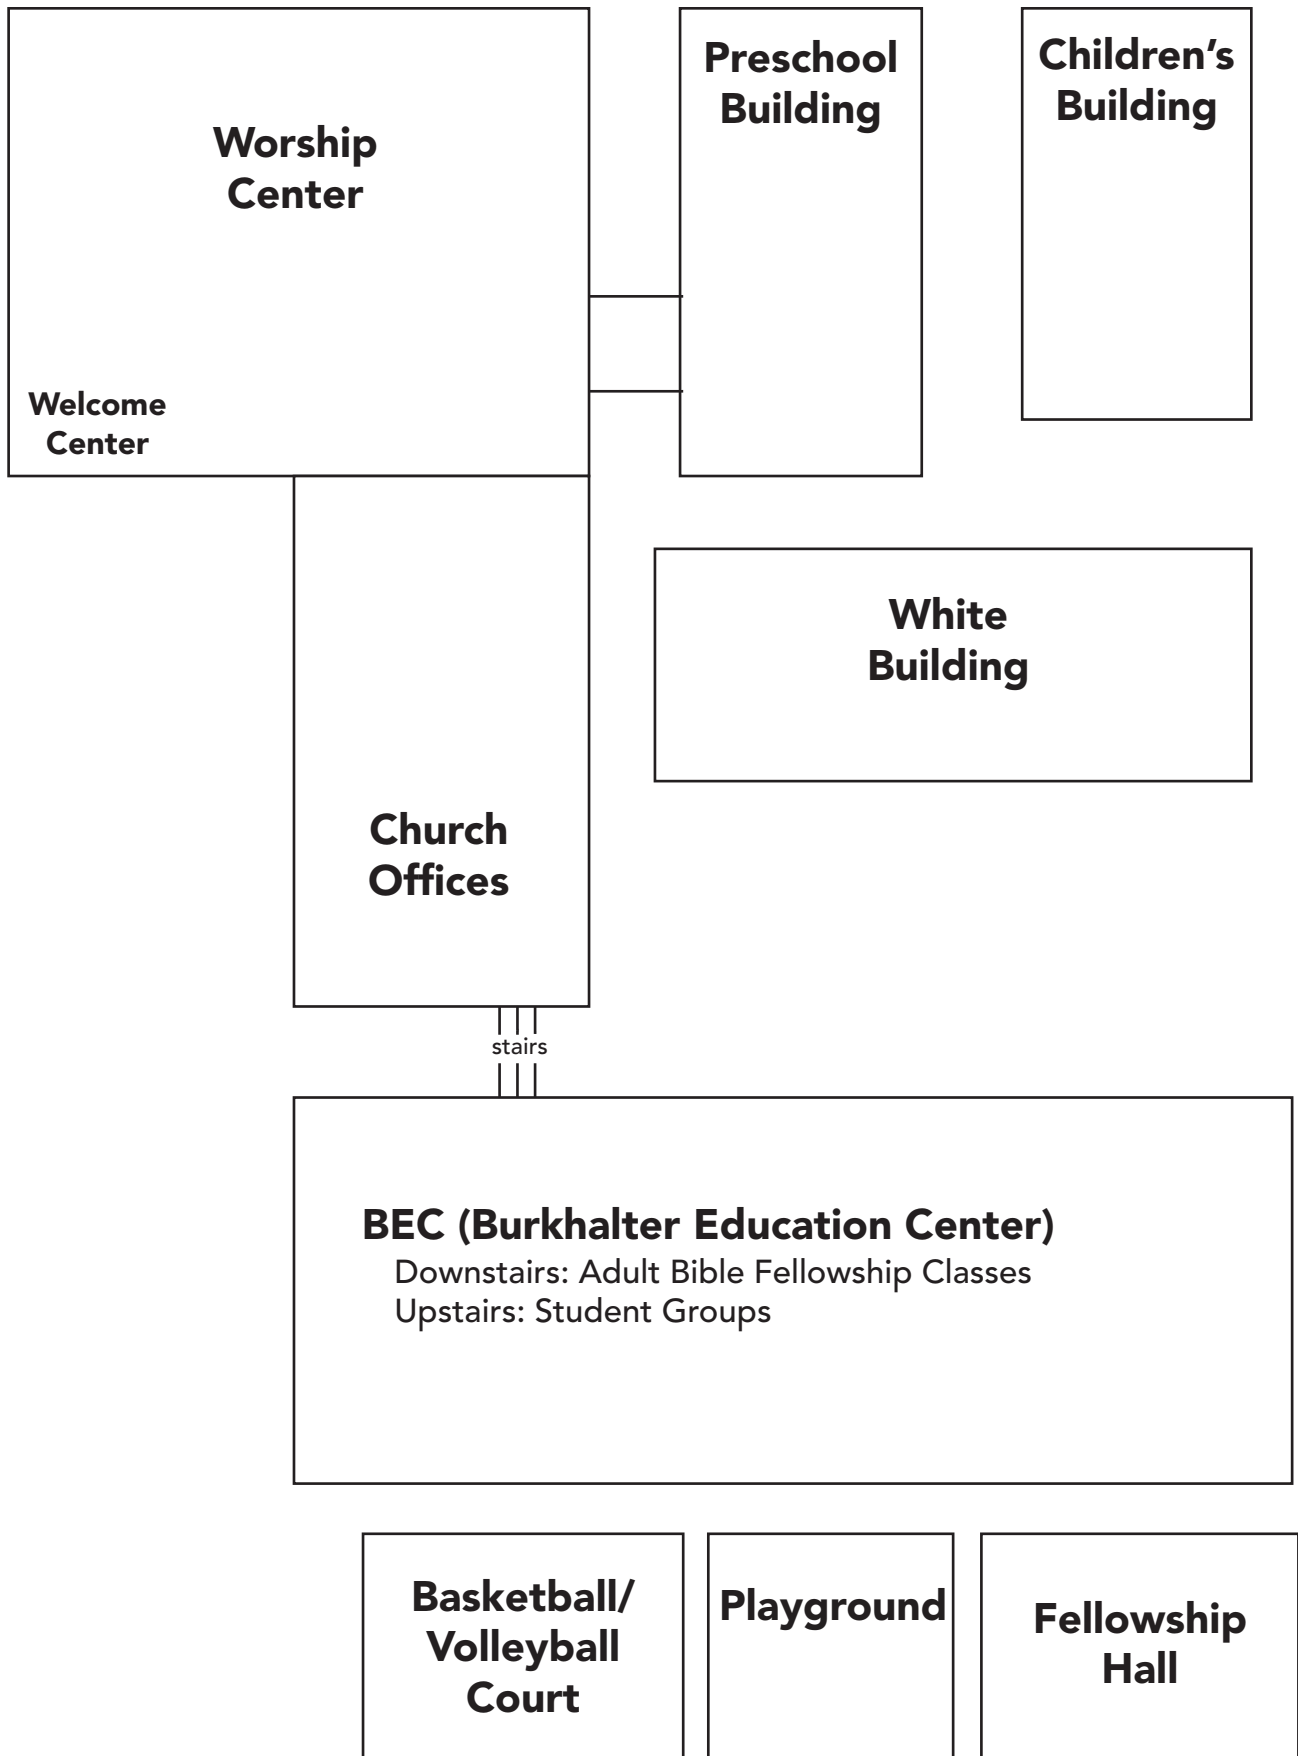 Worship
Center
Preschool
Building
Children’s
Building
Welcome
Center
White
Building
Church
Offices
stairs
BEC (Burkhalter Education Center)
Downstairs: Adult Bible Fellowship Classes
Upstairs: Student Groups
Basketball/
Volleyball
Court
Playground
Fellowship
Hall